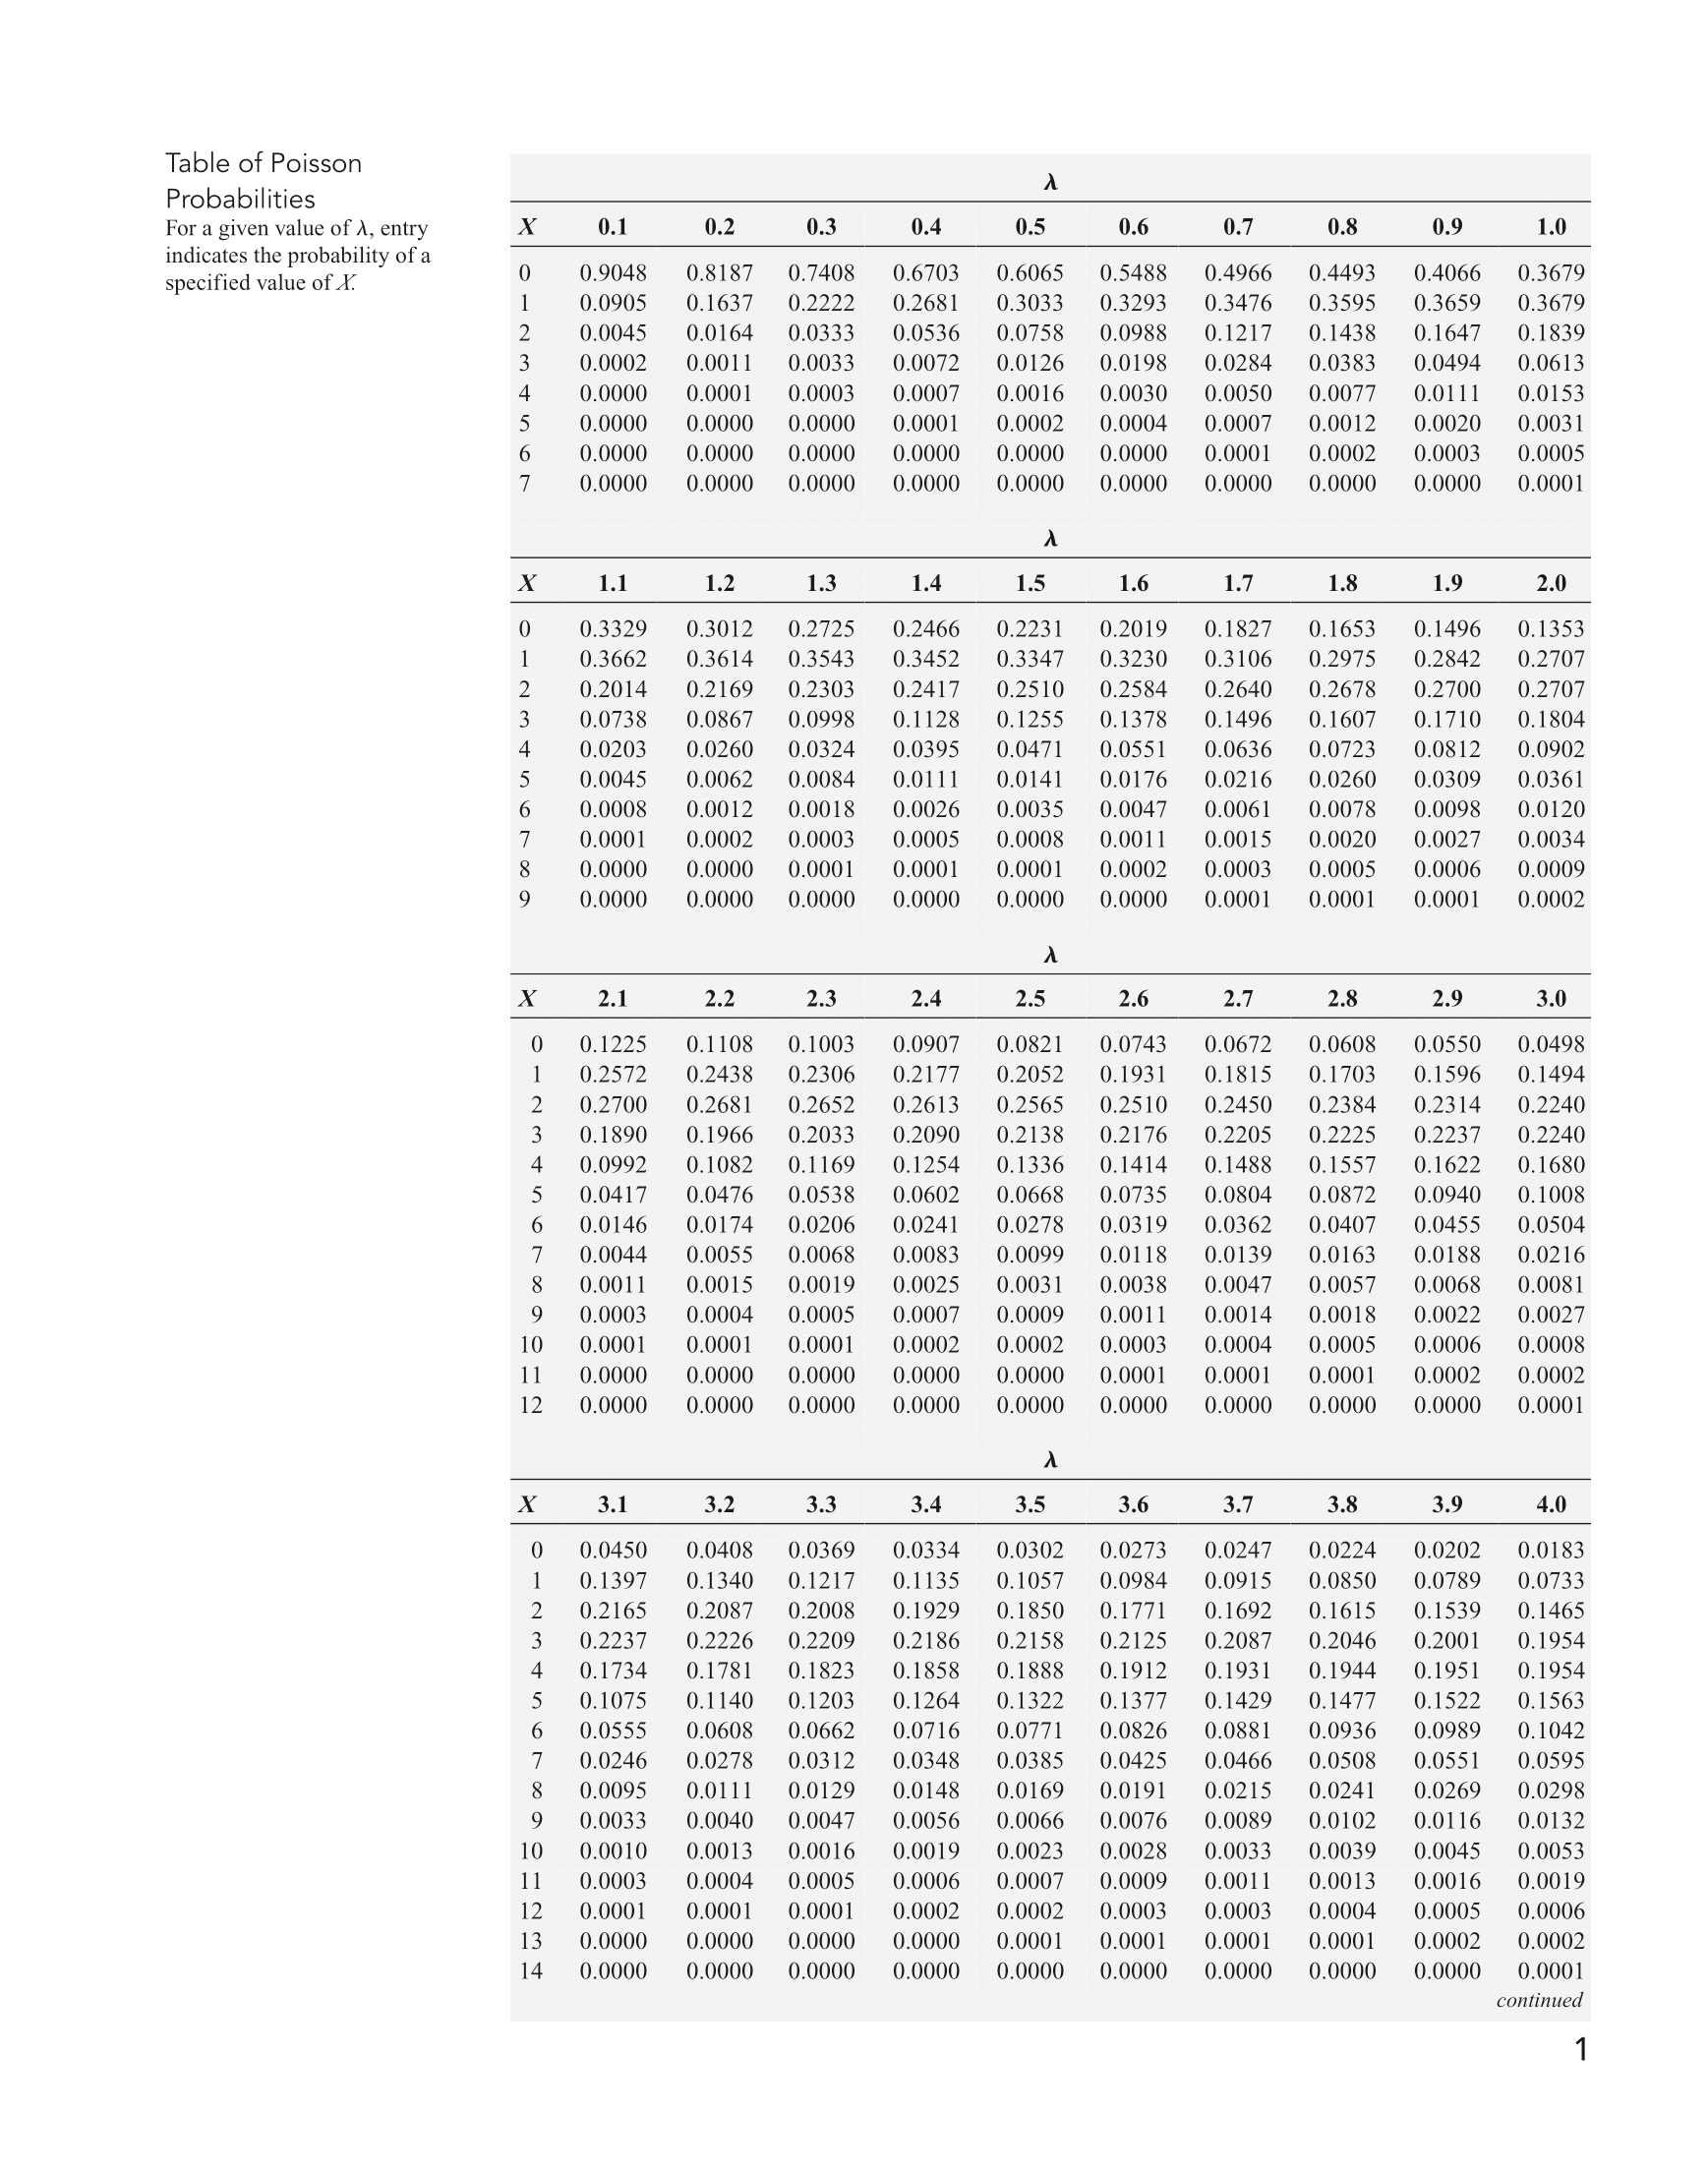 Table of Poisson
Probabilities
For a given value of λ, entry
indicates the probability of a
specified value of X.
λ
X 0.1 0.2 0.3 0.4 0.5 0.6 0.7 0.8 0.9 1.0
0 0.9048 0.8187 0.7408 0.6703 0.6065 0.5488 0.4966 0.4493 0.4066 0.3679
1 0.0905 0.1637 0.2222 0.2681 0.3033 0.3293 0.3476 0.3595 0.3659 0.3679
2 0.0045 0.0164 0.0333 0.0536 0.0758 0.0988 0.1217 0.1438 0.1647 0.1839
3 0.0002 0.0011 0.0033 0.0072 0.0126 0.0198 0.0284 0.0383 0.0494 0.0613
4 0.0000 0.0001 0.0003 0.0007 0.0016 0.0030 0.0050 0.0077 0.0111 0.0153
5 0.0000 0.0000 0.0000 0.0001 0.0002 0.0004 0.0007 0.0012 0.0020 0.0031
6 0.0000 0.0000 0.0000 0.0000 0.0000 0.0000 0.0001 0.0002 0.0003 0.0005
7 0.0000 0.0000 0.0000 0.0000 0.0000 0.0000 0.0000 0.0000 0.0000 0.0001
λ
X 1.1 1.2 1.3 1.4 1.5 1.6 1.7 1.8 1.9 2.0
0 0.3329 0.3012 0.2725 0.2466 0.2231 0.2019 0.1827 0.1653 0.1496 0.1353
1 0.3662 0.3614 0.3543 0.3452 0.3347 0.3230 0.3106 0.2975 0.2842 0.2707
2 0.2014 0.2169 0.2303 0.2417 0.2510 0.2584 0.2640 0.2678 0.2700 0.2707
3 0.0738 0.0867 0.0998 0.1128 0.1255 0.1378 0.1496 0.1607 0.1710 0.1804
4 0.0203 0.0260 0.0324 0.0395 0.0471 0.0551 0.0636 0.0723 0.0812 0.0902
5 0.0045 0.0062 0.0084 0.0111 0.0141 0.0176 0.0216 0.0260 0.0309 0.0361
6 0.0008 0.0012 0.0018 0.0026 0.0035 0.0047 0.0061 0.0078 0.0098 0.0120
7 0.0001 0.0002 0.0003 0.0005 0.0008 0.0011 0.0015 0.0020 0.0027 0.0034
8 0.0000 0.0000 0.0001 0.0001 0.0001 0.0002 0.0003 0.0005 0.0006 0.0009
9 0.0000 0.0000 0.0000 0.0000 0.0000 0.0000 0.0001 0.0001 0.0001 0.0002
λ
X 2.1 2.2 2.3 2.4 2.5 2.6 2.7 2.8 2.9 3.0
0 0.1225 0.1108 0.1003 0.0907 0.0821 0.0743 0.0672 0.0608 0.0550 0.0498
1 0.2572 0.2438 0.2306 0.2177 0.2052 0.1931 0.1815 0.1703 0.1596 0.1494
2 0.2700 0.2681 0.2652 0.2613 0.2565 0.2510 0.2450 0.2384 0.2314 0.2240
3 0.1890 0.1966 0.2033 0.2090 0.2138 0.2176 0.2205 0.2225 0.2237 0.2240
4 0.0992 0.1082 0.1169 0.1254 0.1336 0.1414 0.1488 0.1557 0.1622 0.1680
5 0.0417 0.0476 0.0538 0.0602 0.0668 0.0735 0.0804 0.0872 0.0940 0.1008
6 0.0146 0.0174 0.0206 0.0241 0.0278 0.0319 0.0362 0.0407 0.0455 0.0504
7 0.0044 0.0055 0.0068 0.0083 0.0099 0.0118 0.0139 0.0163 0.0188 0.0216
8 0.0011 0.0015 0.0019 0.0025 0.0031 0.0038 0.0047 0.0057 0.0068 0.0081
9 0.0003 0.0004 0.0005 0.0007 0.0009 0.0011 0.0014 0.0018 0.0022 0.0027
10 0.0001 0.0001 0.0001 0.0002 0.0002 0.0003 0.0004 0.0005 0.0006 0.0008
11 0.0000 0.0000 0.0000 0.0000 0.0000 0.0001 0.0001 0.0001 0.0002 0.0002
12 0.0000 0.0000 0.0000 0.0000 0.0000 0.0000 0.0000 0.0000 0.0000 0.0001
λ
X 3.1 3.2 3.3 3.4 3.5 3.6 3.7 3.8 3.9 4.0
0 0.0450 0.0408 0.0369 0.0334 0.0302 0.0273 0.0247 0.0224 0.0202 0.0183
1 0.1397 0.1340 0.1217 0.1135 0.1057 0.0984 0.0915 0.0850 0.0789 0.0733
2 0.2165 0.2087 0.2008 0.1929 0.1850 0.1771 0.1692 0.1615 0.1539 0.1465
3 0.2237 0.2226 0.2209 0.2186 0.2158 0.2125 0.2087 0.2046 0.2001 0.1954
4 0.1734 0.1781 0.1823 0.1858 0.1888 0.1912 0.1931 0.1944 0.1951 0.1954
5 0.1075 0.1140 0.1203 0.1264 0.1322 0.1377 0.1429 0.1477 0.1522 0.1563
6 0.0555 0.0608 0.0662 0.0716 0.0771 0.0826 0.0881 0.0936 0.0989 0.1042
7 0.0246 0.0278 0.0312 0.0348 0.0385 0.0425 0.0466 0.0508 0.0551 0.0595
8 0.0095 0.0111 0.0129 0.0148 0.0169 0.0191 0.0215 0.0241 0.0269 0.0298
9 0.0033 0.0040 0.0047 0.0056 0.0066 0.0076 0.0089 0.0102 0.0116 0.0132
10 0.0010 0.0013 0.0016 0.0019 0.0023 0.0028 0.0033 0.0039 0.0045 0.0053
11 0.0003 0.0004 0.0005 0.0006 0.0007 0.0009 0.0011 0.0013 0.0016 0.0019
12 0.0001 0.0001 0.0001 0.0002 0.0002 0.0003 0.0003 0.0004 0.0005 0.0006
13 0.0000 0.0000 0.0000 0.0000 0.0001 0.0001 0.0001 0.0001 0.0002 0.0002
14 0.0000 0.0000 0.0000 0.0000 0.0000 0.0000 0.0000 0.0000 0.0000 0.0001
continued
1